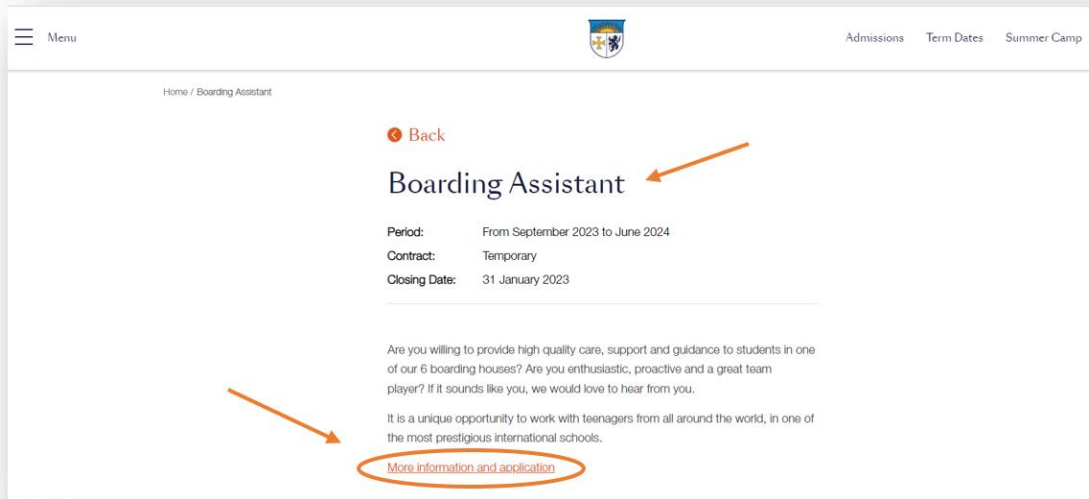 Menu
Admissions Term Dates Summer Camp
Home / Boarding Assistant
Back
Boarding Assistant
Period: From September 2023 to June 2024
Contract: Temporary
Closing Date: 31 January 2023
Are you willing to provide high quality care, support and guidance to students in one
of our 6 boarding houses? Are you enthusiastic, proactive and a great team
player? If it sounds like you, we would love to hear from you.
It is a unique opportunity to work with teenagers from all around the world, in one of
the most prestigious international schools.
More information and application